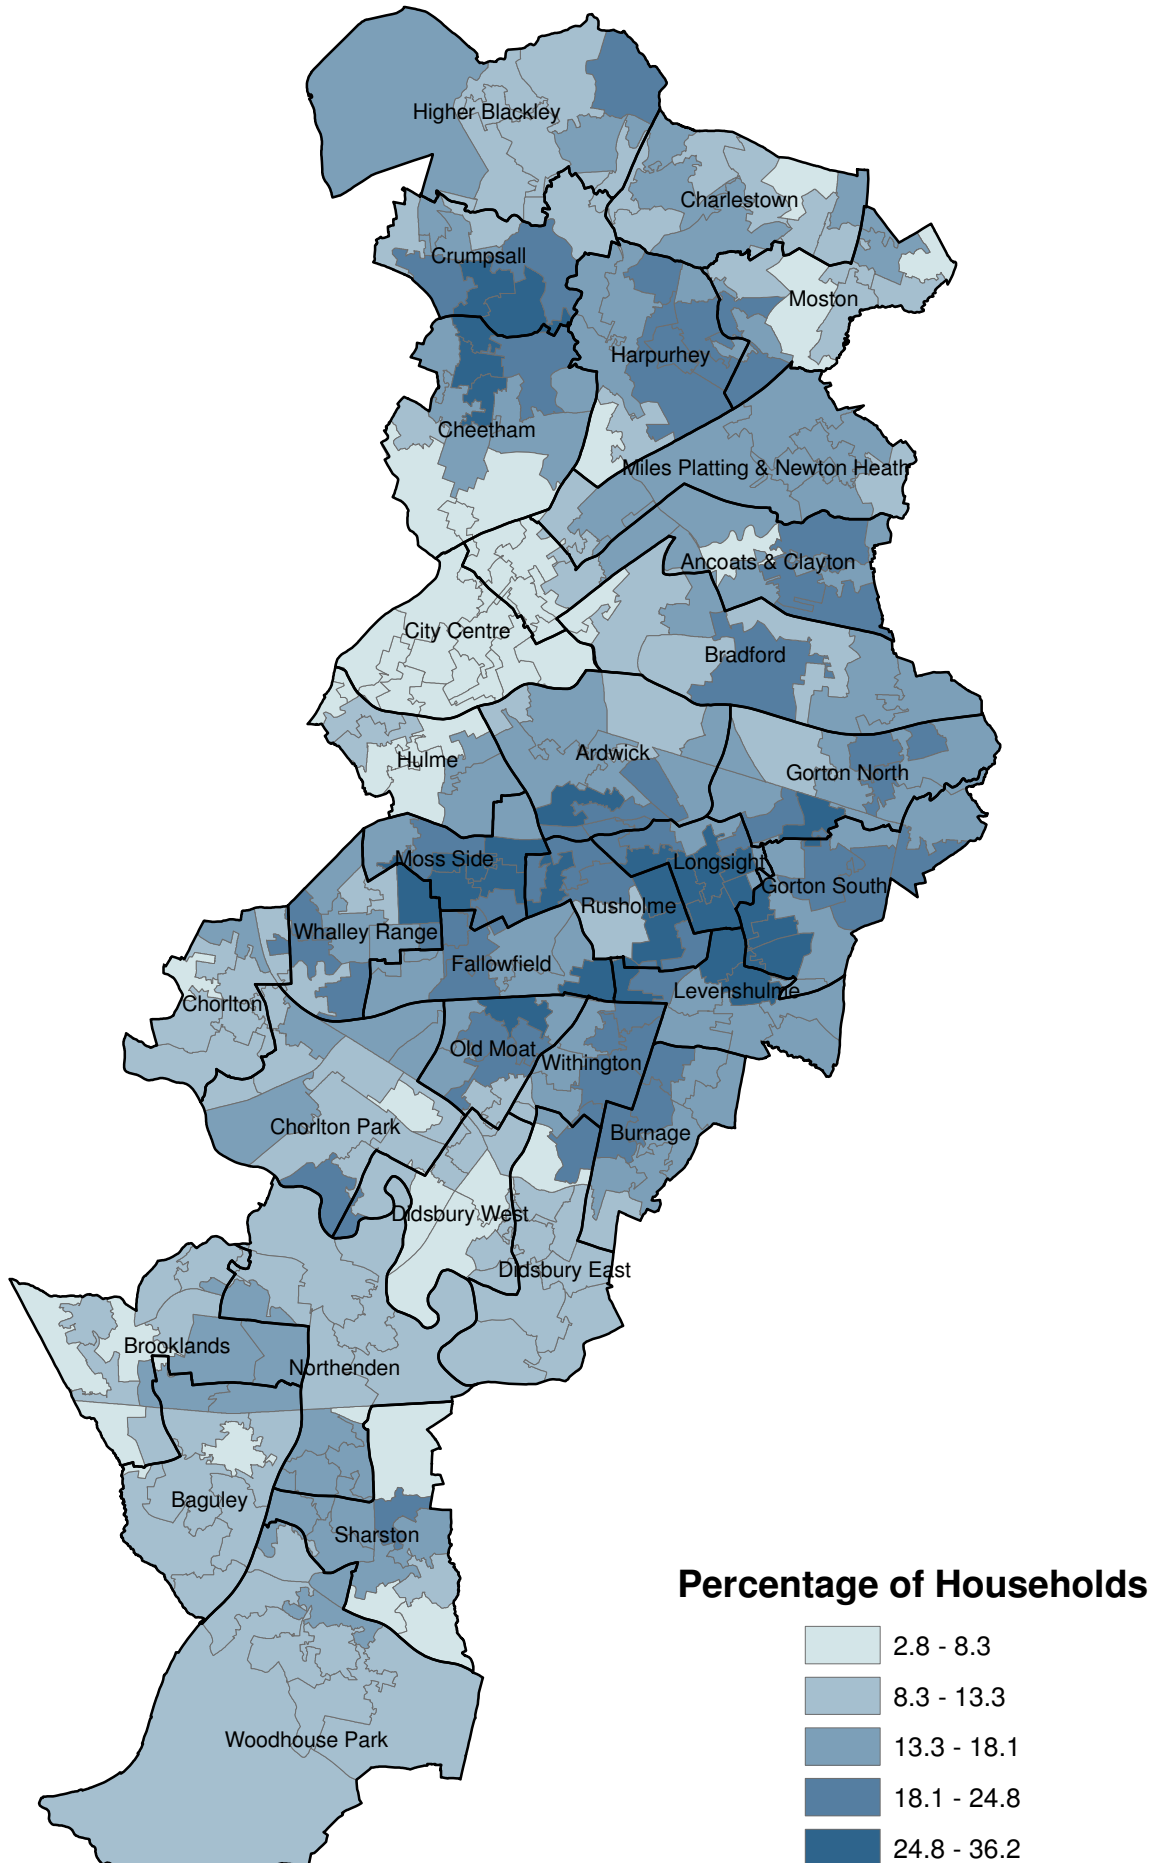 Higher Blackley
Charlestown
Crumpsall
Moston
Harpurhey
Cheetham
Miles Platting & Newton Heath
Ancoats & Clayton
City Centre
Bradford
Ardwick
Hulme
Gorton North
Moss Side
Longsight
Gorton South
Rusholme
Whalley Range
Fallowfield
Levenshulme
Chorlton
Old Moat
Withington
Chorlton Park
Burnage
Didsbury West
Didsbury East
Brooklands
Northenden
Baguley
Sharston
Woodhouse Park
Percentage of Households
2.8 - 8.3
8.3 - 13.3
13.3 - 18.1
18.1 - 24.8
24.8 - 36.2